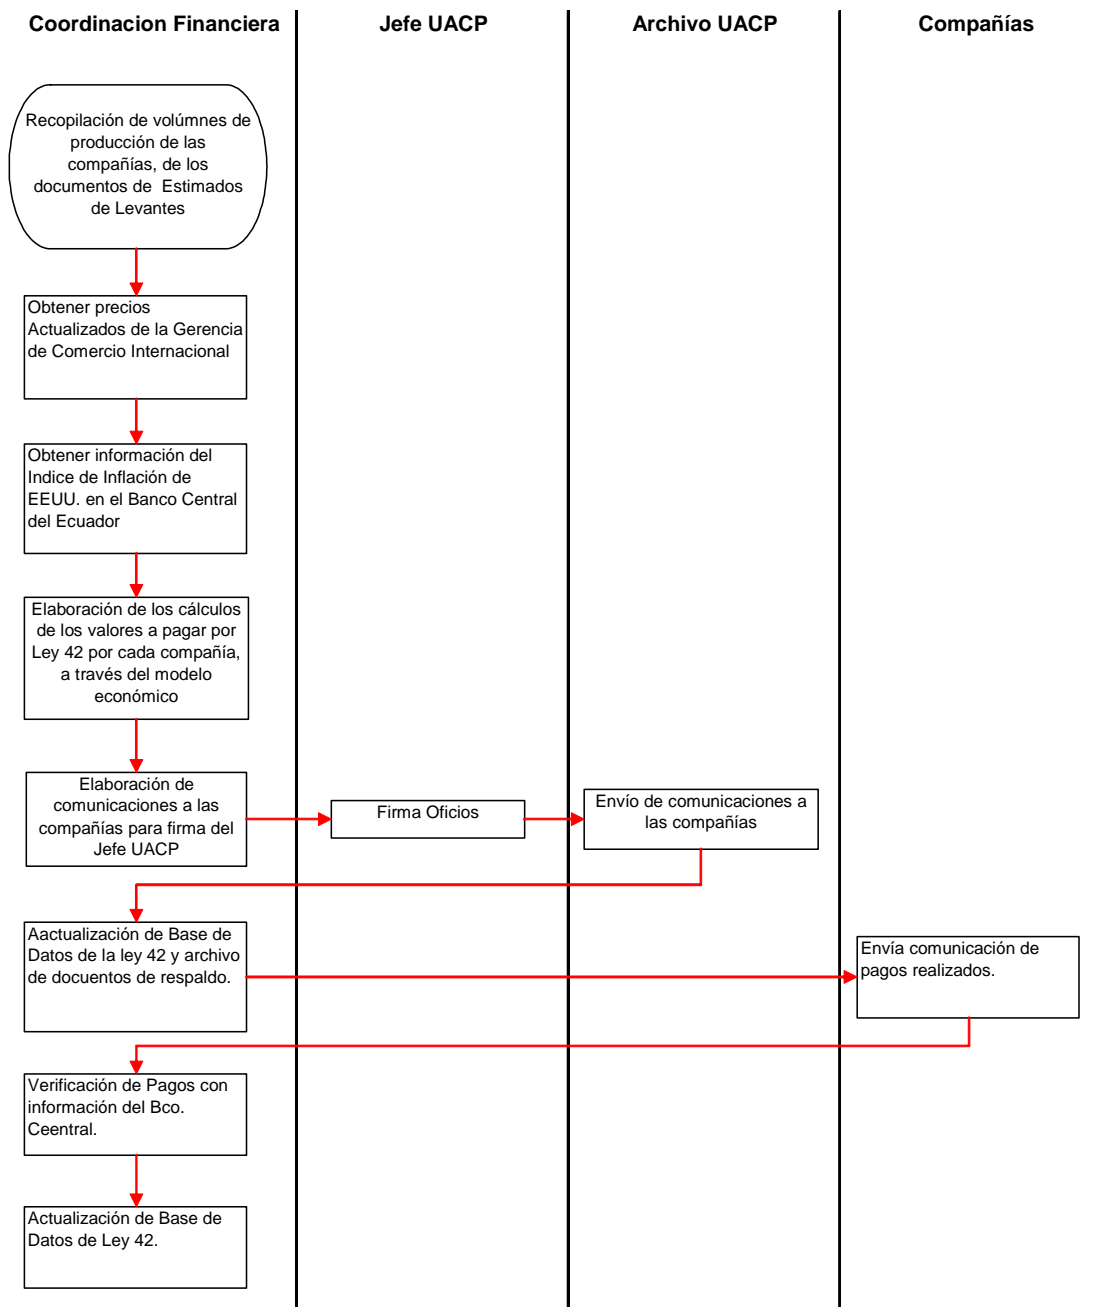 Coordinacion Financiera
Jefe UACP
Archivo UACP
Compañías
Recopilación de volúmnes de
producción de las
compañías, de los
documentos de Estimados
de Levantes
Obtener precios
Actualizados de la Gerencia
de Comercio Internacional
Obtener información del
Indice de Inflación de
EEUU. en el Banco Central
del Ecuador
Elaboración de los cálculos
de los valores a pagar por
Ley 42 por cada compañía,
a través del modelo
económico
Elaboración de
comunicaciones a las
compañías para firma del
Jefe UACP
Firma Oficios
Envío de comunicaciones a
las compañías
Aactualización de Base de
Datos de la ley 42 y archivo
de docuentos de respaldo.
Envía comunicación de
pagos realizados.
Verificación de Pagos con
información del Bco.
Ceentral.
Actualización de Base de
Datos de Ley 42.